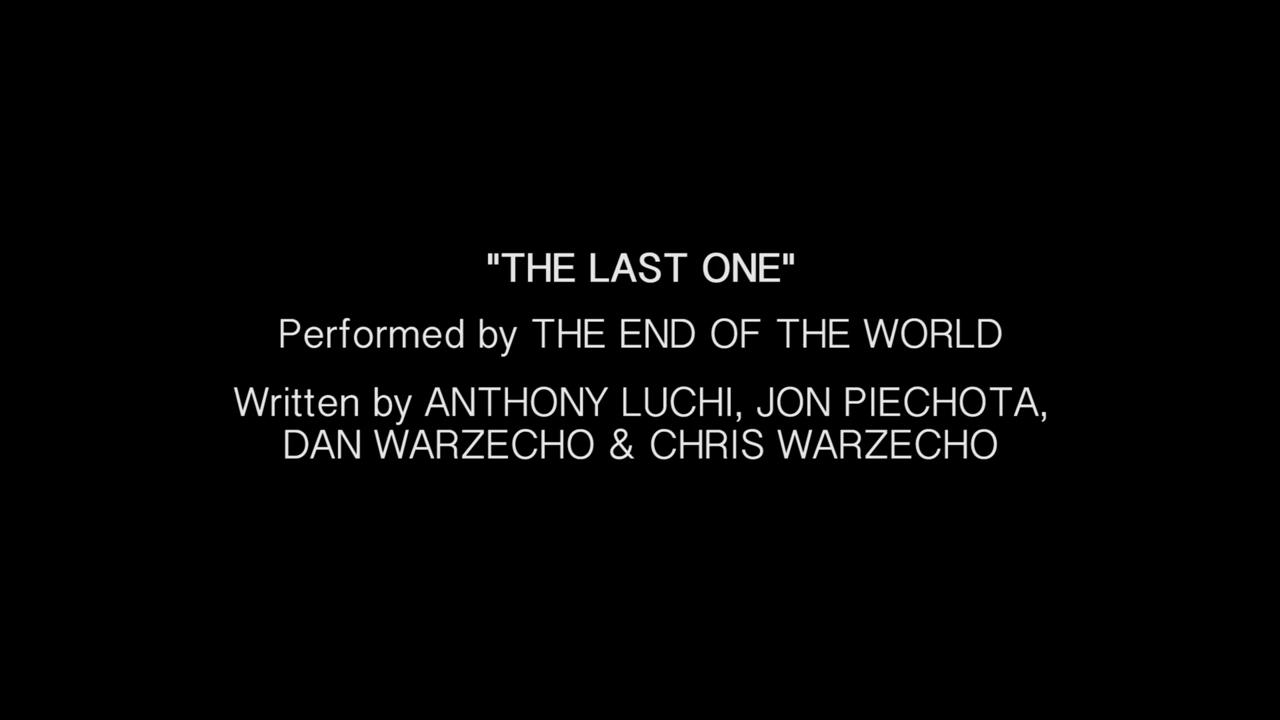 "THE LAST ONE"
Performed by THE END OF THE WORLD
Written by ANTHONY LUCHI, JON PIECHOTA,
DAN WARZECHO & CHRIS WARZECHO